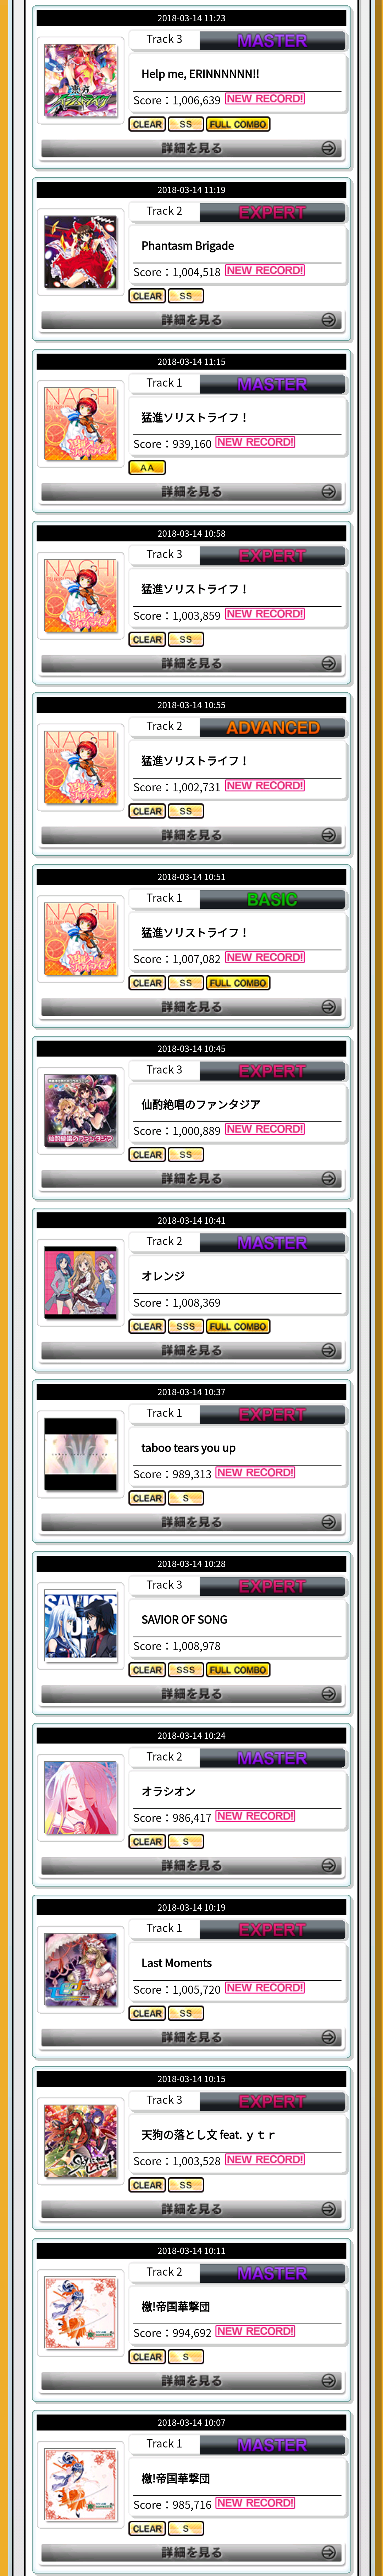 2018-03-14 11:23
Track 3
MASTER
Help me, ERINNNNNN!!
Score：1,006,639 NEW RECORD!
CLEAR SS FULL COMBO
詳細を見る
2018-03-14 11:19
Track 2
EXPERT
Phantasm Brigade
Score：1,004,518 NEW RECORD!
CLEAR SS
詳細を見る
2018-03-14 11:15
Track 1
MASTER
NACHI
猛進ソリストライフ！
Score：939,160 NEW RECORD!
AA
詳細を見る
2018-03-14 10:58
Track 3
EXPERT
NACHI
猛進ソリストライフ！
Score：1,003,859 NEW RECORD!
CLEAR SS
詳細を見る
2018-03-14 10:55
Track 2
ADVANCED
NACHI
猛進ソリストライフ！
Score：1,002,731 NEW RECORD!
CLEAR SS
詳細を見る
2018-03-14 10:51
Track 1
BASIC
NACHI
猛進ソリストライフ！
Score：1,007,082 NEW RECORD!
CLEAR SS FULL COMBO
詳細を見る
2018-03-14 10:45
Track 3
EXPERT
仙酌絶唱のファンタジア
仙酌絶唱のファンタジア
Score：1,000,889 NEW RECORD!
CLEAR SS
詳細を見る
2018-03-14 10:41
Track 2
MASTER
オレンジ
Score：1,008,369
CLEAR SSS FULL COMBO
詳細を見る
2018-03-14 10:37
Track 1
EXPERT
taboo tears you up
Score：989,313 NEW RECORD!
CLEAR S
詳細を見る
2018-03-14 10:28
Track 3
EXPERT
SAVIOR OF SONG
SAVIOR OF SONG
Score：1,008,978
CLEAR SSS FULL COMBO
詳細を見る
2018-03-14 10:24
Track 2
MASTER
オラシオン
Score：986,417 NEW RECORD!
CLEAR S
詳細を見る
2018-03-14 10:19
Track 1
EXPERT
Last Moments
Score：1,005,720 NEW RECORD!
CLEAR SS
詳細を見る
2018-03-14 10:15
Track 3
EXPERT
天狗の落とし文 feat. ｙｔｒ
Score：1,003,528 NEW RECORD!
CLEAR SS
詳細を見る
2018-03-14 10:11
Track 2
MASTER
檄!帝国華撃団
Score：994,692 NEW RECORD!
CLEAR S
詳細を見る
2018-03-14 10:07
Track 1
MASTER
檄!帝国華撃団
Score：985,716 NEW RECORD!
CLEAR S
詳細を見る